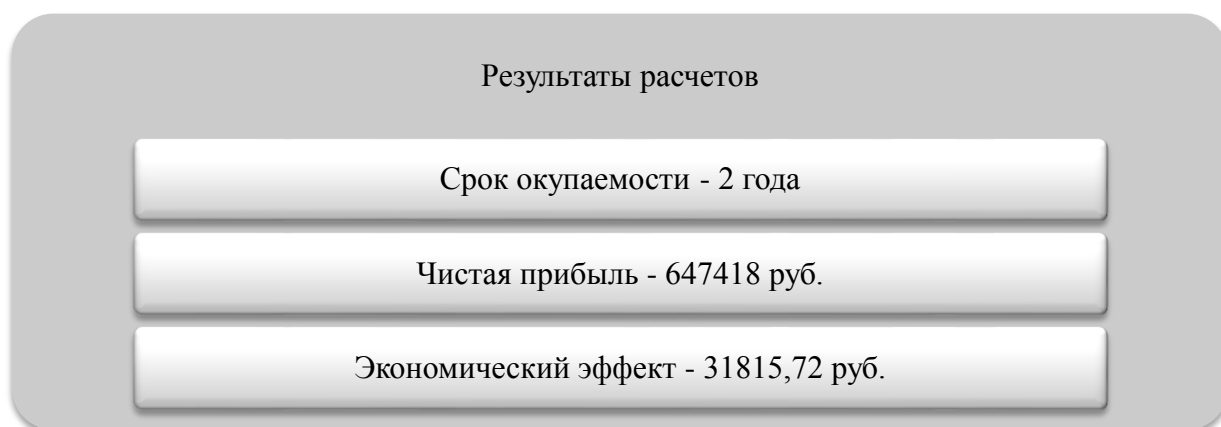 Результаты расчетов
Срок окупаемости - 2 года
Чистая прибыль - 647418 руб.
Экономический эффект - 31815,72 руб.